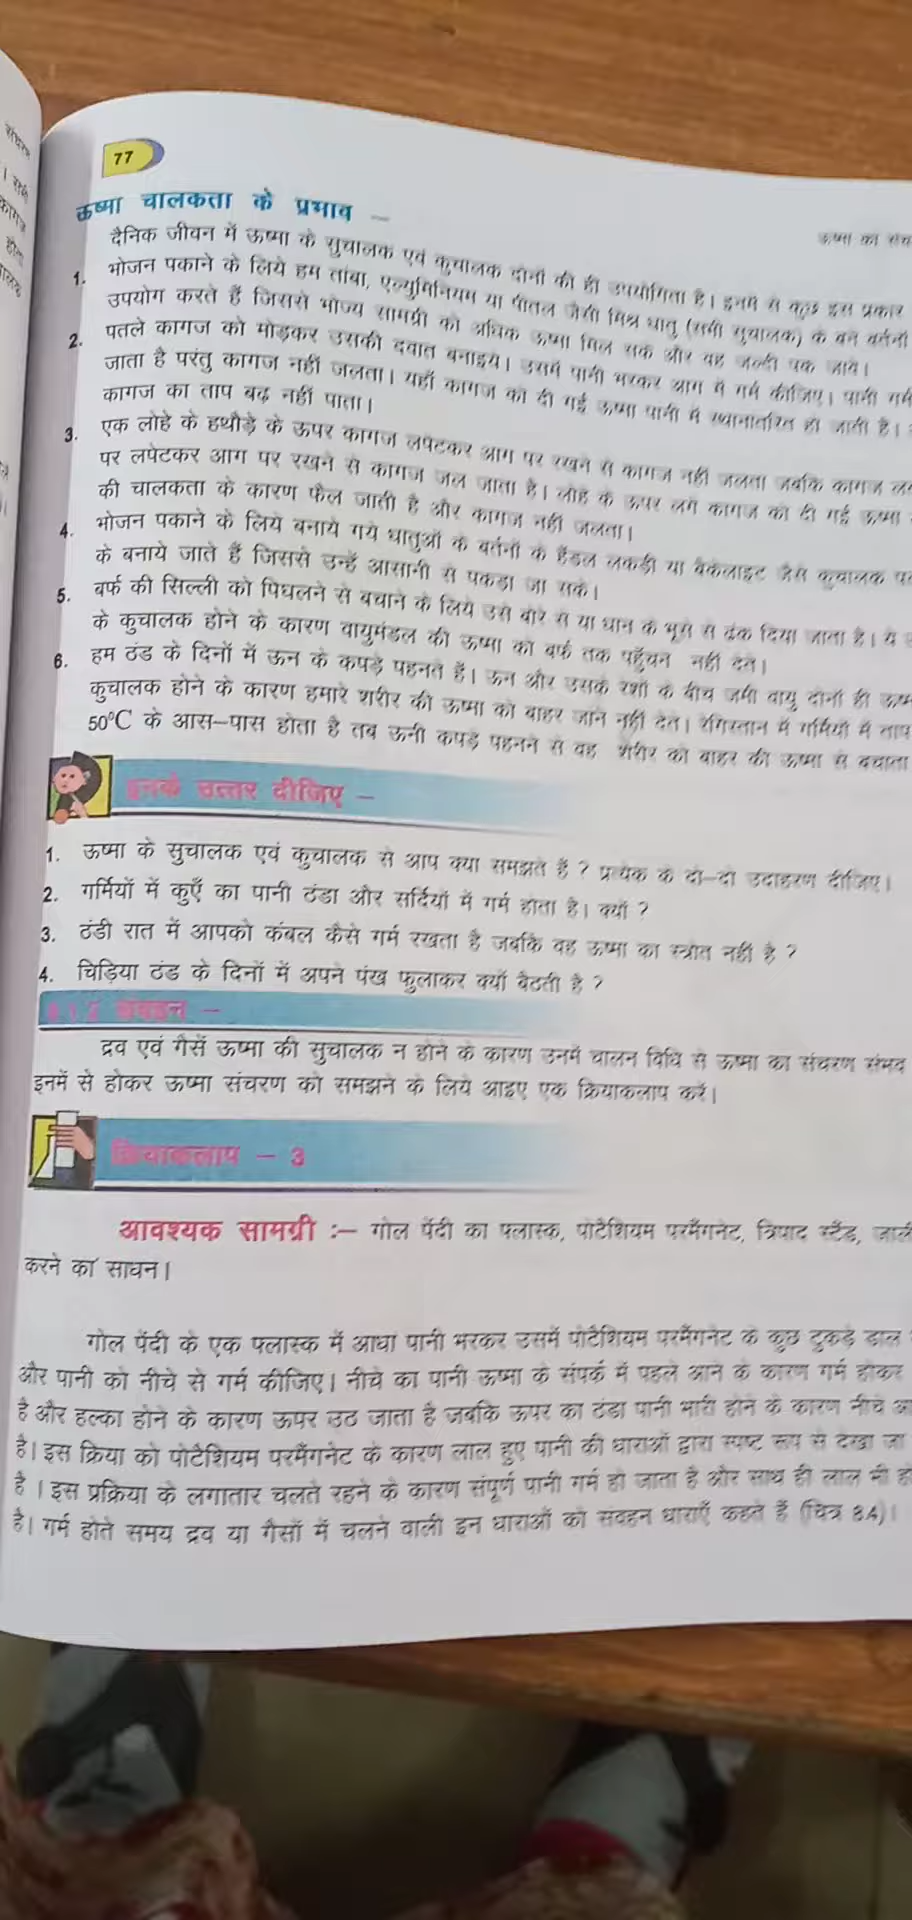 77
ऊष्मा का संच
ऊष्मा चालकता के प्रभाव –
दैनिक जीवन में ऊष्मा के सुचालक एवं कुचालक दोनों की ही उपयोगिता है। इनमें से कुछ इस प्रकार
1. भोजन पकाने के लिये हम तांबा, एल्युमिनियम या पीतल जैसी मिश्र धातु (सभी सुचालक) के बने बर्तनों
उपयोग करते हैं जिससे भोज्य सामग्री को अधिक ऊष्मा मिल सके और वह जल्दी पक जाये।
2. पतले कागज को मोड़कर उसकी दवात बनाइये। उसमें पानी भरकर आग में गर्म कीजिए। पानी गर्म
जाता है परंतु कागज नहीं जलता। यहाँ कागज को दी गई ऊष्मा पानी में स्थानांतरित हो जाती है।
कागज का ताप बढ़ नहीं पाता।
3. एक लोहे के हथौड़े के ऊपर कागज लपेटकर आग पर रखने से कागज नहीं जलता जबकि कागज
पर लपेटकर आग पर रखने से कागज जल जाता है। लोहे के ऊपर लगे कागज को दी गई ऊष्मा
की चालकता के कारण फैल जाती है और कागज नहीं जलता।
4. भोजन पकाने के लिये बनाये गये धातुओं के बर्तनों के हैंडल लकड़ी या बैकेलाइट जैसे कुचालक
के बनाये जाते हैं जिससे उन्हें आसानी से पकड़ा जा सके।
5. बर्फ की सिल्ली को पिघलने से बचाने के लिये उसे बोरे से या धान के भूसे से ढंक दिया जाता है। ये
के कुचालक होने के कारण वायुमंडल की ऊष्मा को बर्फ तक पहुँचने नहीं देते।
6. हम ठंड के दिनों में ऊन के कपड़े पहनते हैं। ऊन और उसके रेशों के बीच जमी वायु दोनों ही ऊष्म
कुचालक होने के कारण हमारे शरीर की ऊष्मा को बाहर जाने नहीं देते। रेगिस्तान में गर्मियों में ताप
50°C के आस–पास होता है तब ऊनी कपड़े पहनने से वह शरीर को बाहर की ऊष्मा से बचाता
इनके उत्तर दीजिए –
1. ऊष्मा के सुचालक एवं कुचालक से आप क्या समझते हैं ? प्रत्येक के दो–दो उदाहरण दीजिए।
2. गर्मियों में कुएँ का पानी ठंडा और सर्दियों में गर्म होता है। क्यों ?
3. ठंडी रात में आपको कंबल कैसे गर्म रखता है जबकि वह ऊष्मा का स्त्रोत नहीं है ?
4. चिड़िया ठंड के दिनों में अपने पंख फुलाकर क्यों बैठती है ?
संवहन –
द्रव एवं गैसें ऊष्मा की सुचालक न होने के कारण उनमें चालन विधि से ऊष्मा का संचरण संभव
इनमें से होकर ऊष्मा संचरण को समझने के लिये आइए एक क्रियाकलाप करें।
क्रियाकलाप – 3
आवश्यक सामग्री :– गोल पेंदी का फ्लास्क, पोटैशियम परमैंगनेट, त्रिपाद स्टैंड, जाली
करने का साधन।
गोल पेंदी के एक फ्लास्क में आधा पानी भरकर उसमें पोटैशियम परमैंगनेट के कुछ टुकड़े डाल
और पानी को नीचे से गर्म कीजिए। नीचे का पानी ऊष्मा के संपर्क में पहले आने के कारण गर्म होकर
है और हल्का होने के कारण ऊपर उठ जाता है जबकि ऊपर का ठंडा पानी भारी होने के कारण नीचे आ
है। इस क्रिया को पोटैशियम परमैंगनेट के कारण लाल हुए पानी की धाराओं द्वारा स्पष्ट रूप से देखा जा
है । इस प्रक्रिया के लगातार चलते रहने के कारण संपूर्ण पानी गर्म हो जाता है और साथ ही लाल भी हो
है। गर्म होते समय द्रव या गैसों में चलने वाली इन धाराओं को संवहन धाराएँ कहते हैं (चित्र 8.4)।